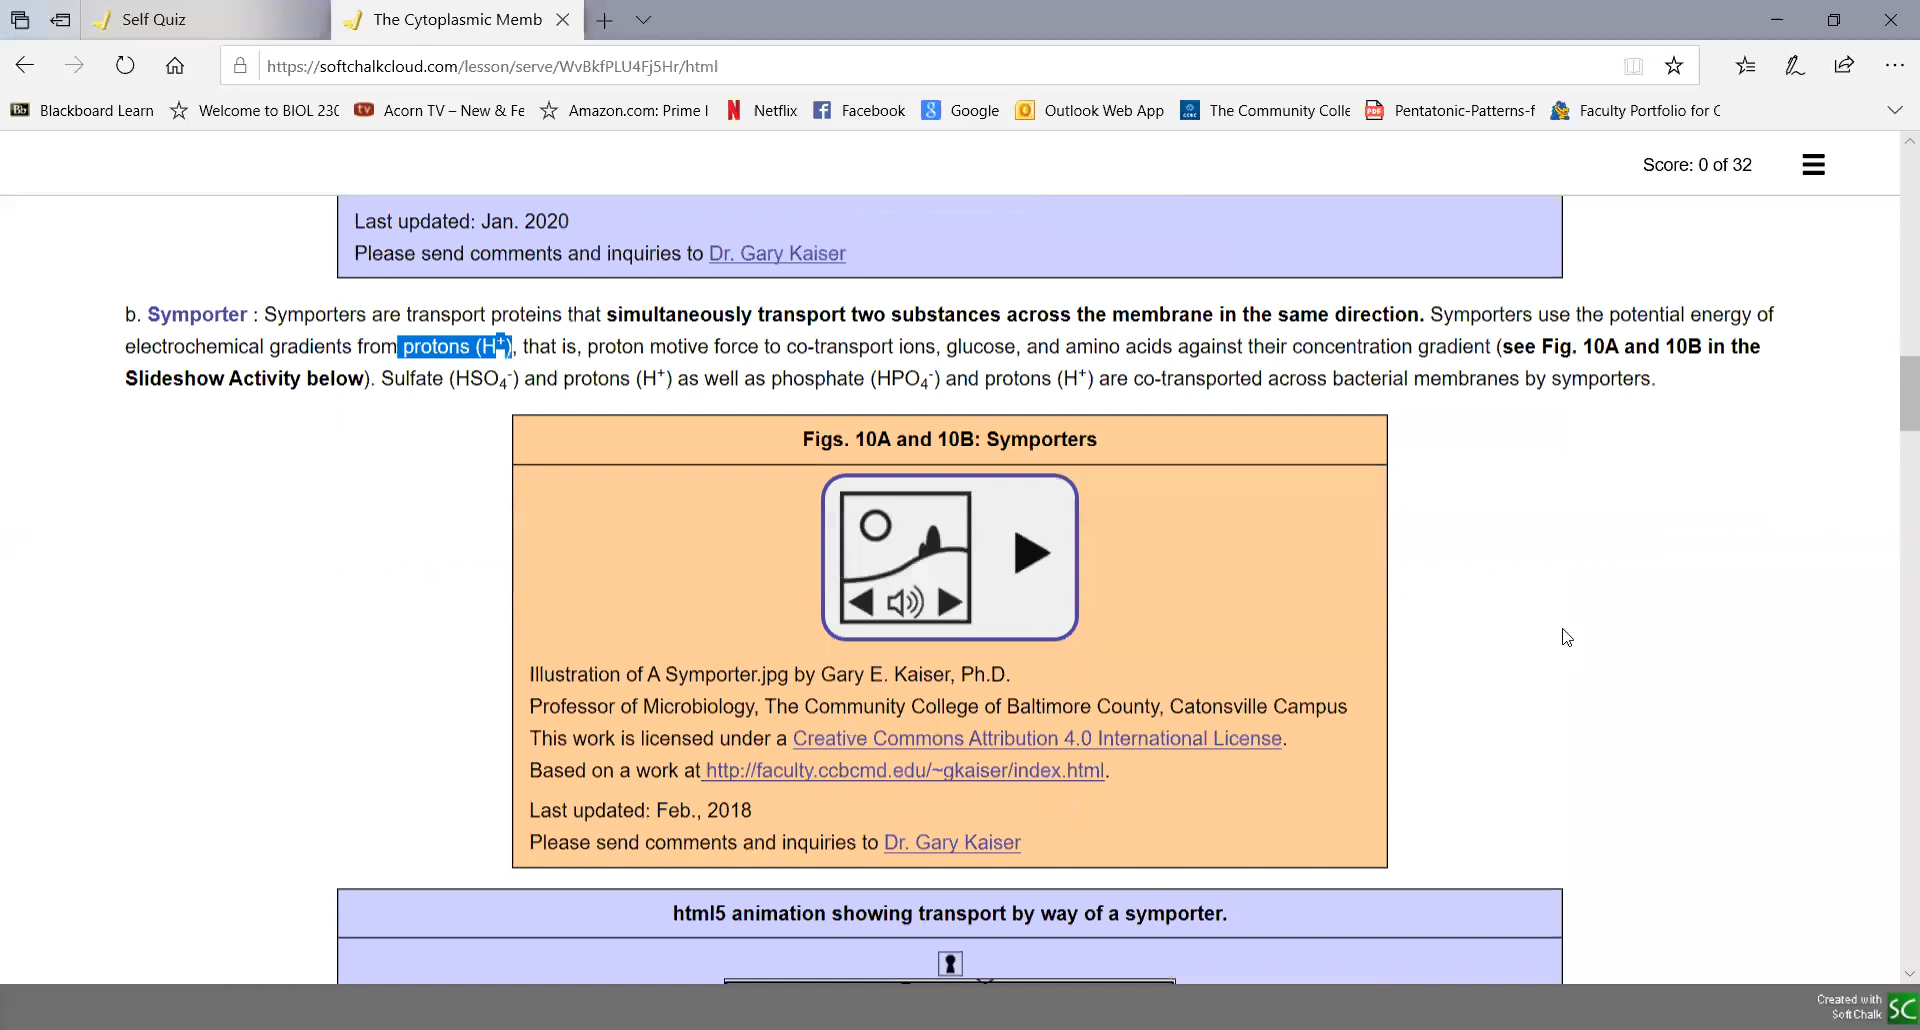 Self Quiz
The Cytoplasmic Memb
https://softchalkcloud.com/lesson/serve/WvBkfPLU4Fj5Hr/html
Bb Blackboard Learn Welcome to BIOL 230 tv Acorn TV – New & Fe Amazon.com: Prime I N Netflix f Facebook g Google Outlook Web App CCBC The Community Colle PDF Pentatonic-Patterns-f Faculty Portfolio for C
Score: 0 of 32
Last updated: Jan. 2020
Please send comments and inquiries to Dr. Gary Kaiser
b. Symporter : Symporters are transport proteins that simultaneously transport two substances across the membrane in the same direction. Symporters use the potential energy of
electrochemical gradients from protons (H⁺), that is, proton motive force to co-transport ions, glucose, and amino acids against their concentration gradient (see Fig. 10A and 10B in the
Slideshow Activity below). Sulfate (HSO₄⁻) and protons (H⁺) as well as phosphate (HPO₄⁻) and protons (H⁺) are co-transported across bacterial membranes by symporters.
Figs. 10A and 10B: Symporters
Illustration of A Symporter.jpg by Gary E. Kaiser, Ph.D.
Professor of Microbiology, The Community College of Baltimore County, Catonsville Campus
This work is licensed under a Creative Commons Attribution 4.0 International License.
Based on a work at http://faculty.ccbcmd.edu/~gkaiser/index.html.
Last updated: Feb., 2018
Please send comments and inquiries to Dr. Gary Kaiser
html5 animation showing transport by way of a symporter.
Created with
SoftChalk
SC